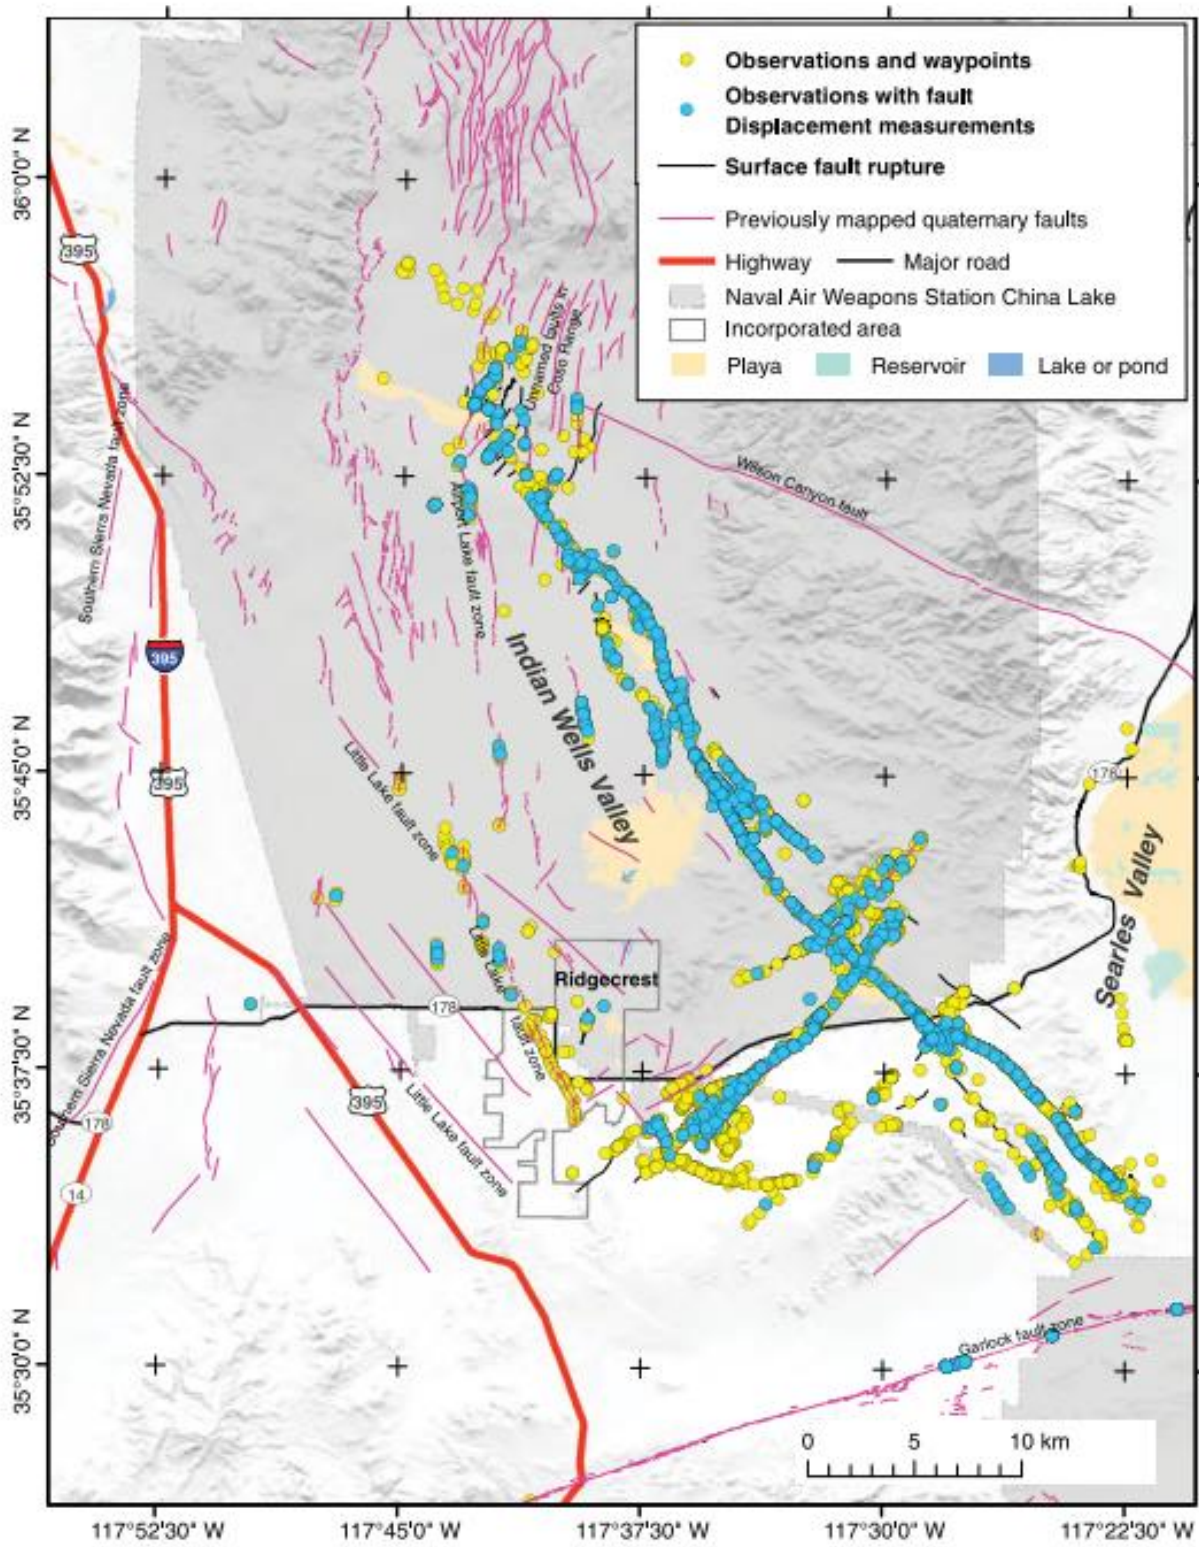 Observations and waypoints
Observations with fault
Displacement measurements
Surface fault rupture
Previously mapped quaternary faults
Highway
Major road
Naval Air Weapons Station China Lake
Incorporated area
Playa
Reservoir
Lake or pond
36°0'0" N
35°52'30" N
35°45'0" N
35°37'30" N
35°30'0" N
395
Unnamed faults in
Coso Range
Southern Sierra Nevada fault zone
Wilson Canyon fault
Airport Lake fault zone
Indian Wells Valley
395
395
Little Lake fault zone
178
Searles Valley
Southern Sierra Nevada fault zone
Little Lake
fault zone
Ridgecrest
178
395
Little Lake fault zone
178
14
Garlock fault zone
0 5 10 km
117°52'30" W
117°45'0" W
117°37'30" W
117°30'0" W
117°22'30" W